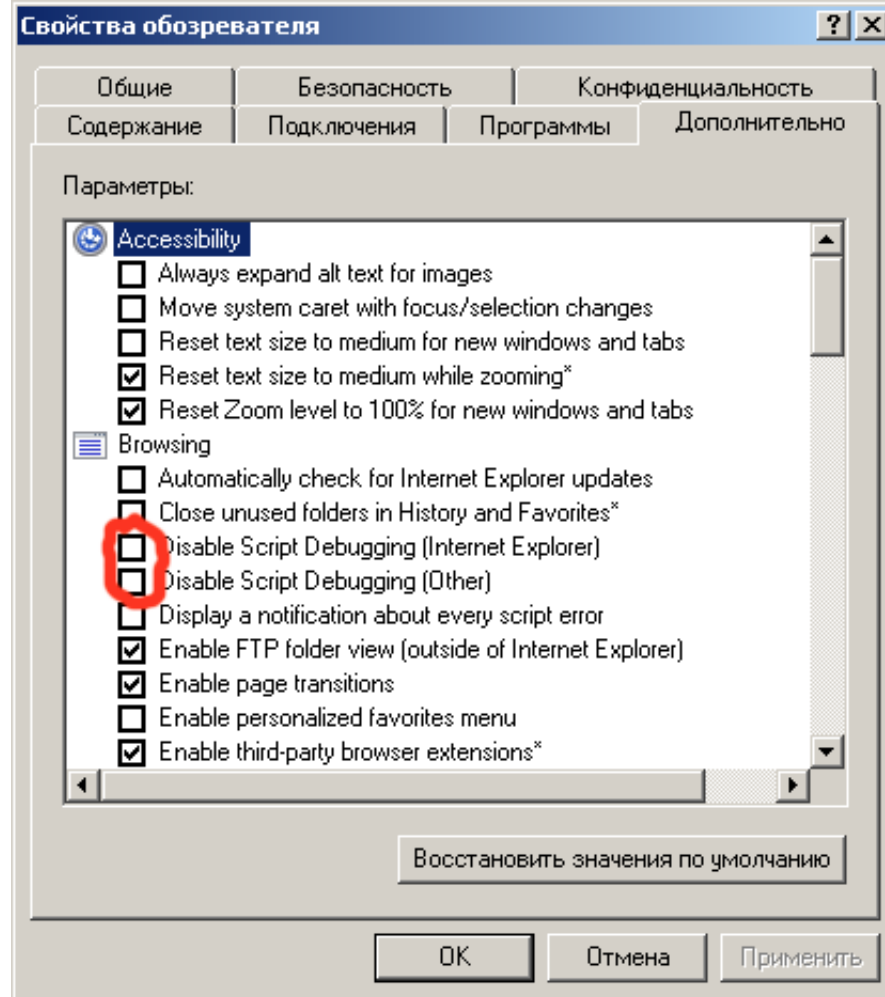 Свойства обозревателя
Общие Безопасность Конфиденциальность
Содержание Подключения Программы Дополнительно
Параметры:
Accessibility
Always expand alt text for images
Move system caret with focus/selection changes
Reset text size to medium for new windows and tabs
Reset text size to medium while zooming*
Reset Zoom level to 100% for new windows and tabs
Browsing
Automatically check for Internet Explorer updates
Close unused folders in History and Favorites*
Disable Script Debugging (Internet Explorer)
Disable Script Debugging (Other)
Display a notification about every script error
Enable FTP folder view (outside of Internet Explorer)
Enable page transitions
Enable personalized favorites menu
Enable third-party browser extensions*
Восстановить значения по умолчанию
OK Отмена Применить